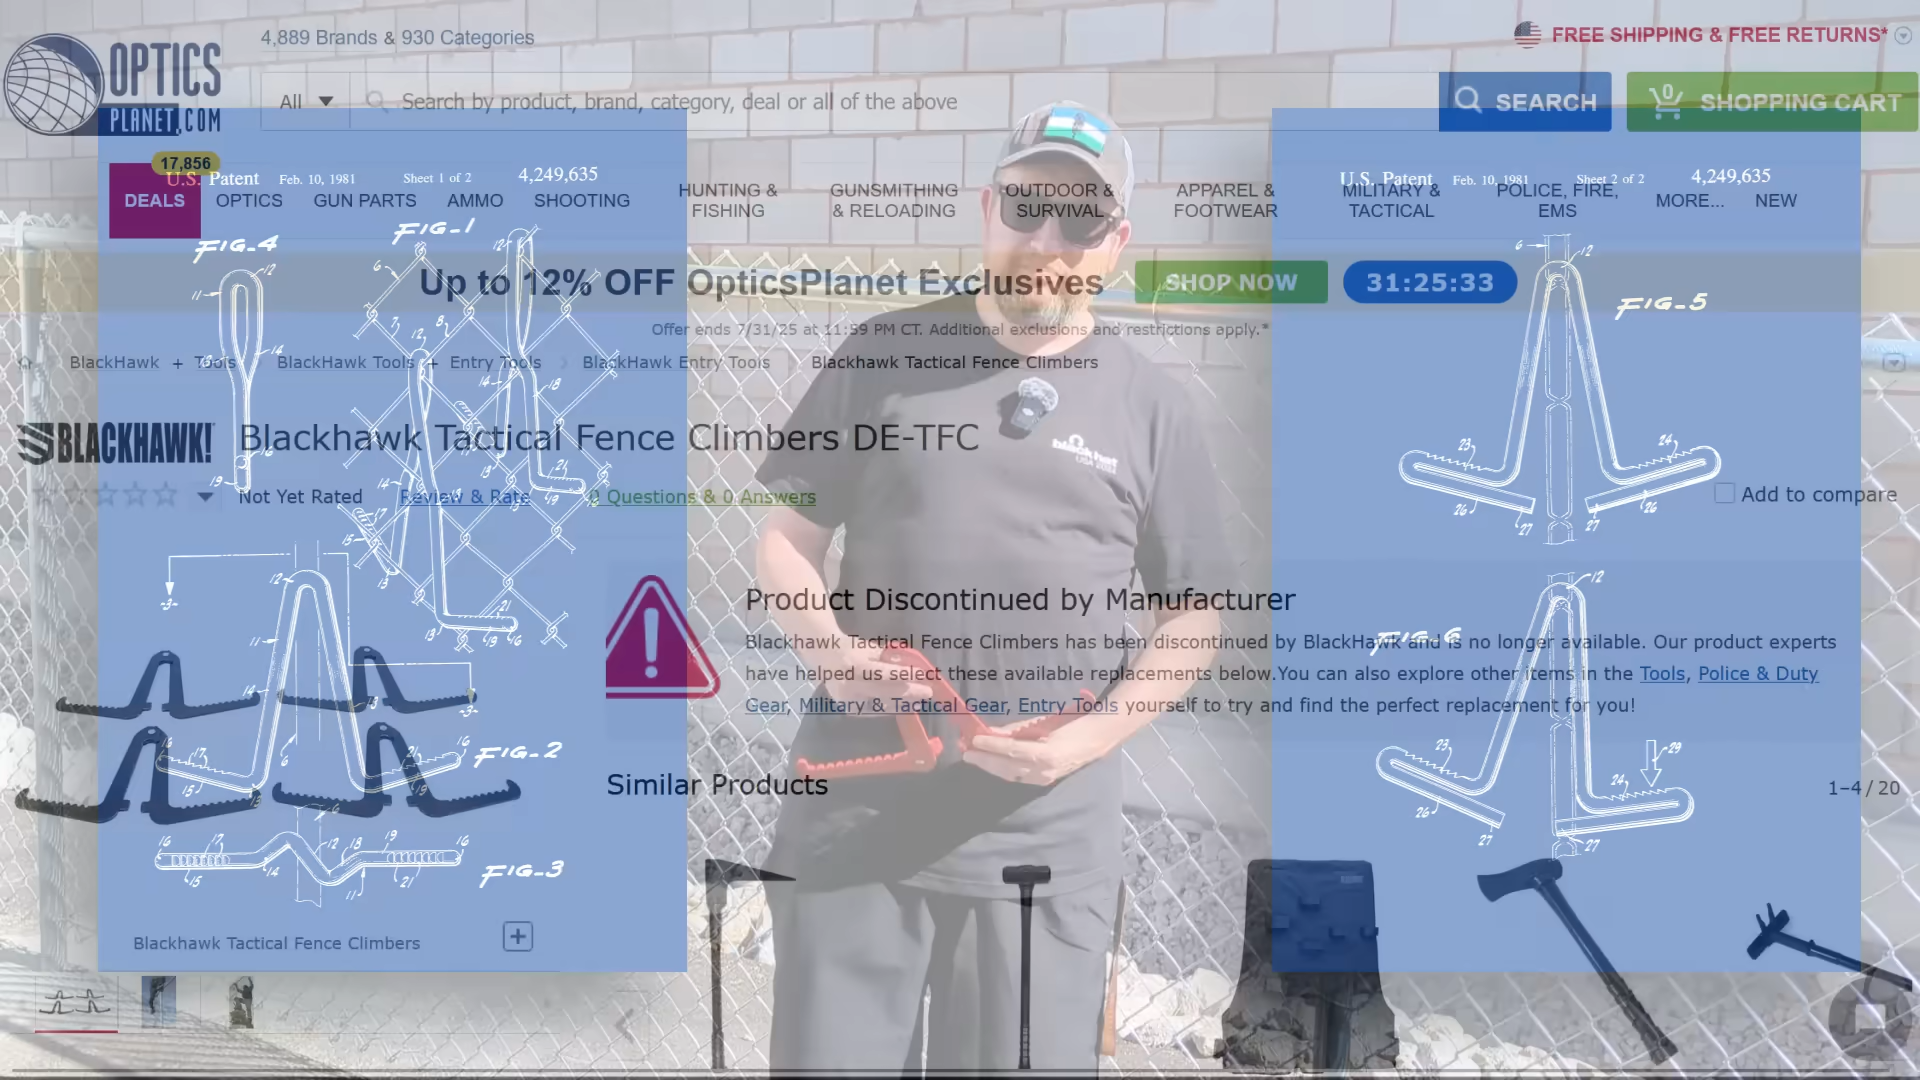 4,889 Brands & 930 Categories
FREE SHIPPING & FREE RETURNS*
OPTICS
PLANET.COM
All
Search by product, brand, category, deal or all of the above
SEARCH
0
SHOPPING CART
17,856
DEALS
OPTICS
GUN PARTS
AMMO
SHOOTING
HUNTING &
FISHING
GUNSMITHING
& RELOADING
OUTDOOR &
SURVIVAL
APPAREL &
FOOTWEAR
MILITARY &
TACTICAL
POLICE, FIRE,
EMS
MORE...
NEW
U.S. Patent Feb. 10, 1981 Sheet 1 of 2 4,249,635
U.S. Patent Feb. 10, 1981 Sheet 2 of 2 4,249,635
FIG-4
FIG-1
FIG-5
Up to 12% OFF OpticsPlanet Exclusives
SHOP NOW
31:25:33
Offer ends 7/31/25 at 11:59 PM CT. Additional exclusions and restrictions apply.*
BlackHawk + Tools
BlackHawk Tools + Entry Tools
BlackHawk Entry Tools
Blackhawk Tactical Fence Climbers
BLACKHAWK!
Blackhawk Tactical Fence Climbers DE-TFC
blackhat
Not Yet Rated
Review & Rate
0 Questions & 0 Answers
Add to compare
Product Discontinued by Manufacturer
Blackhawk Tactical Fence Climbers has been discontinued by BlackHawk and is no longer available. Our product experts
have helped us select these available replacements below.You can also explore other items in the Tools, Police & Duty
Gear, Military & Tactical Gear, Entry Tools yourself to try and find the perfect replacement for you!
FIG-6
FIG-2
Similar Products
1–4 / 20
FIG-3
Blackhawk Tactical Fence Climbers